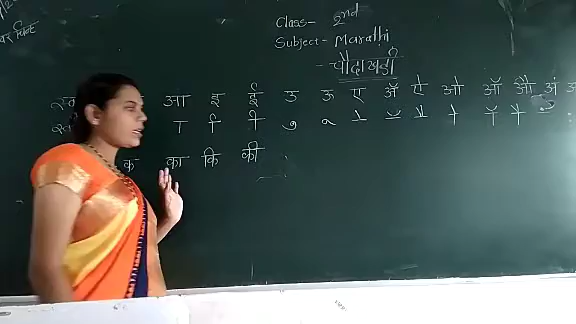 Class- 2nd
Subject- Marathi
- चौदाखडी
आ इ ई उ ऊ ए ॲ ऐ ओ ऑ औ अं
ा ि ी ु ू े ॅ ै ो ॉ ौ ं :
क का कि की